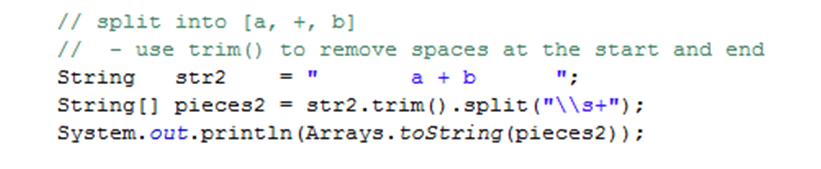 // split into [a, +, b]
//  - use trim() to remove spaces at the start and end
String   str2    = "       a + b      ";
String[] pieces2 = str2.trim().split("\\s+");
System.out.println(Arrays.toString(pieces2));